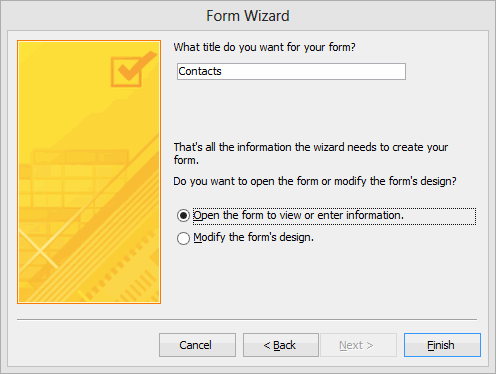 Form Wizard
What title do you want for your form?
Contacts
That's all the information the wizard needs to create your
form.
Do you want to open the form or modify the form's design?
Open the form to view or enter information.
Modify the form's design.
Cancel
< Back
Next >
Finish